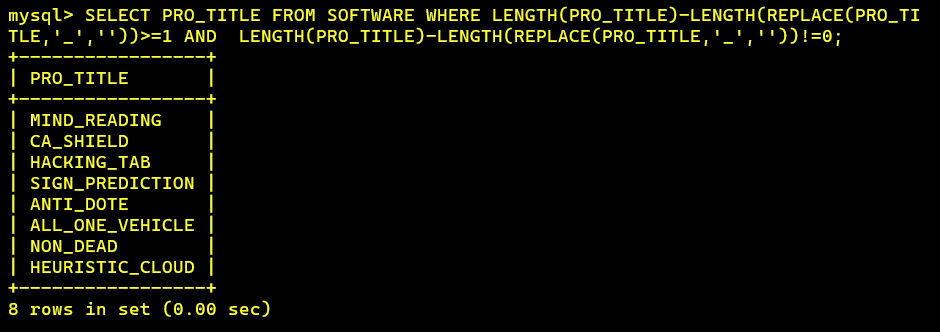 mysql> SELECT PRO_TITLE FROM SOFTWARE WHERE LENGTH(PRO_TITLE)-LENGTH(REPLACE(PRO_TI
TLE,'_',''))>=1 AND  LENGTH(PRO_TITLE)-LENGTH(REPLACE(PRO_TITLE,'_',''))!=0;
+-----------------+
| PRO_TITLE       |
+-----------------+
| MIND_READING    |
| CA_SHIELD       |
| HACKING_TAB     |
| SIGN_PREDICTION |
| ANTI_DOTE       |
| ALL_ONE_VEHICLE |
| NON_DEAD        |
| HEURISTIC_CLOUD |
+-----------------+
8 rows in set (0.00 sec)